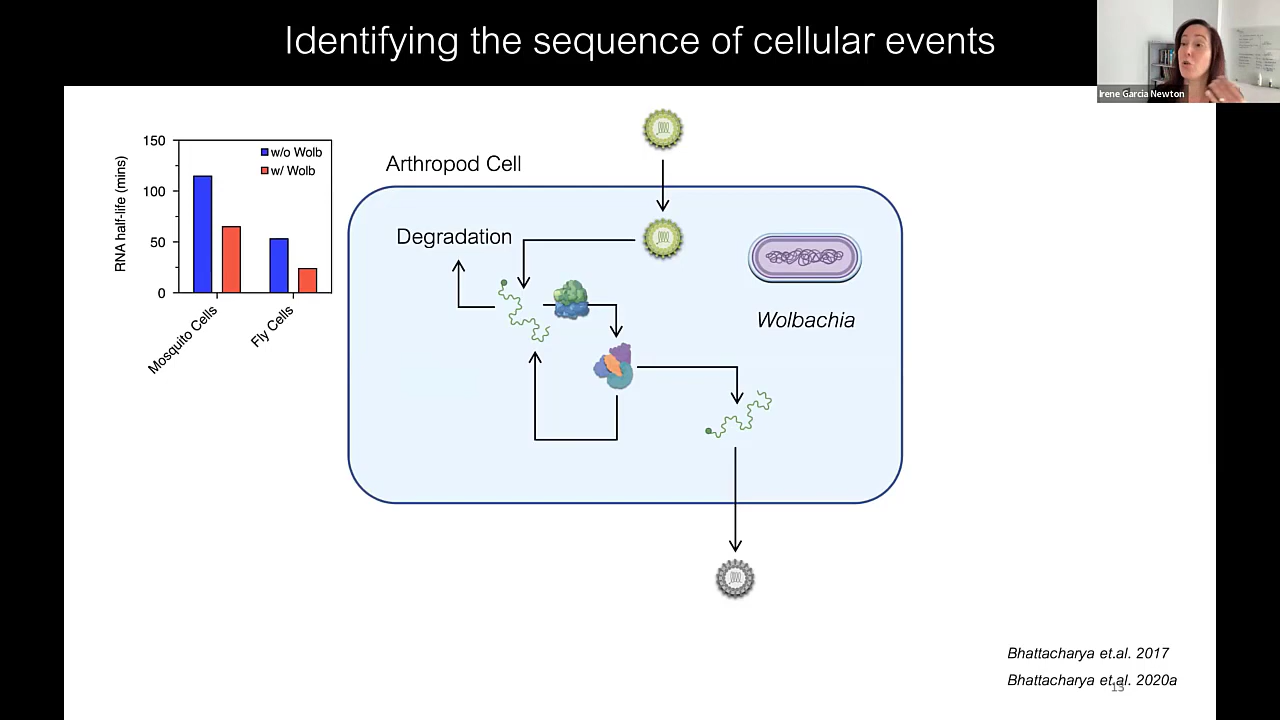 Identifying the sequence of cellular events
Irene Garcia Newton
150
100
50
0
RNA half-life (mins)
w/o Wolb
w/ Wolb
Mosquito Cells
Fly Cells
Arthropod Cell
Degradation
Wolbachia
Bhattacharya et.al. 2017
Bhattacharya et.al. 2020a
13